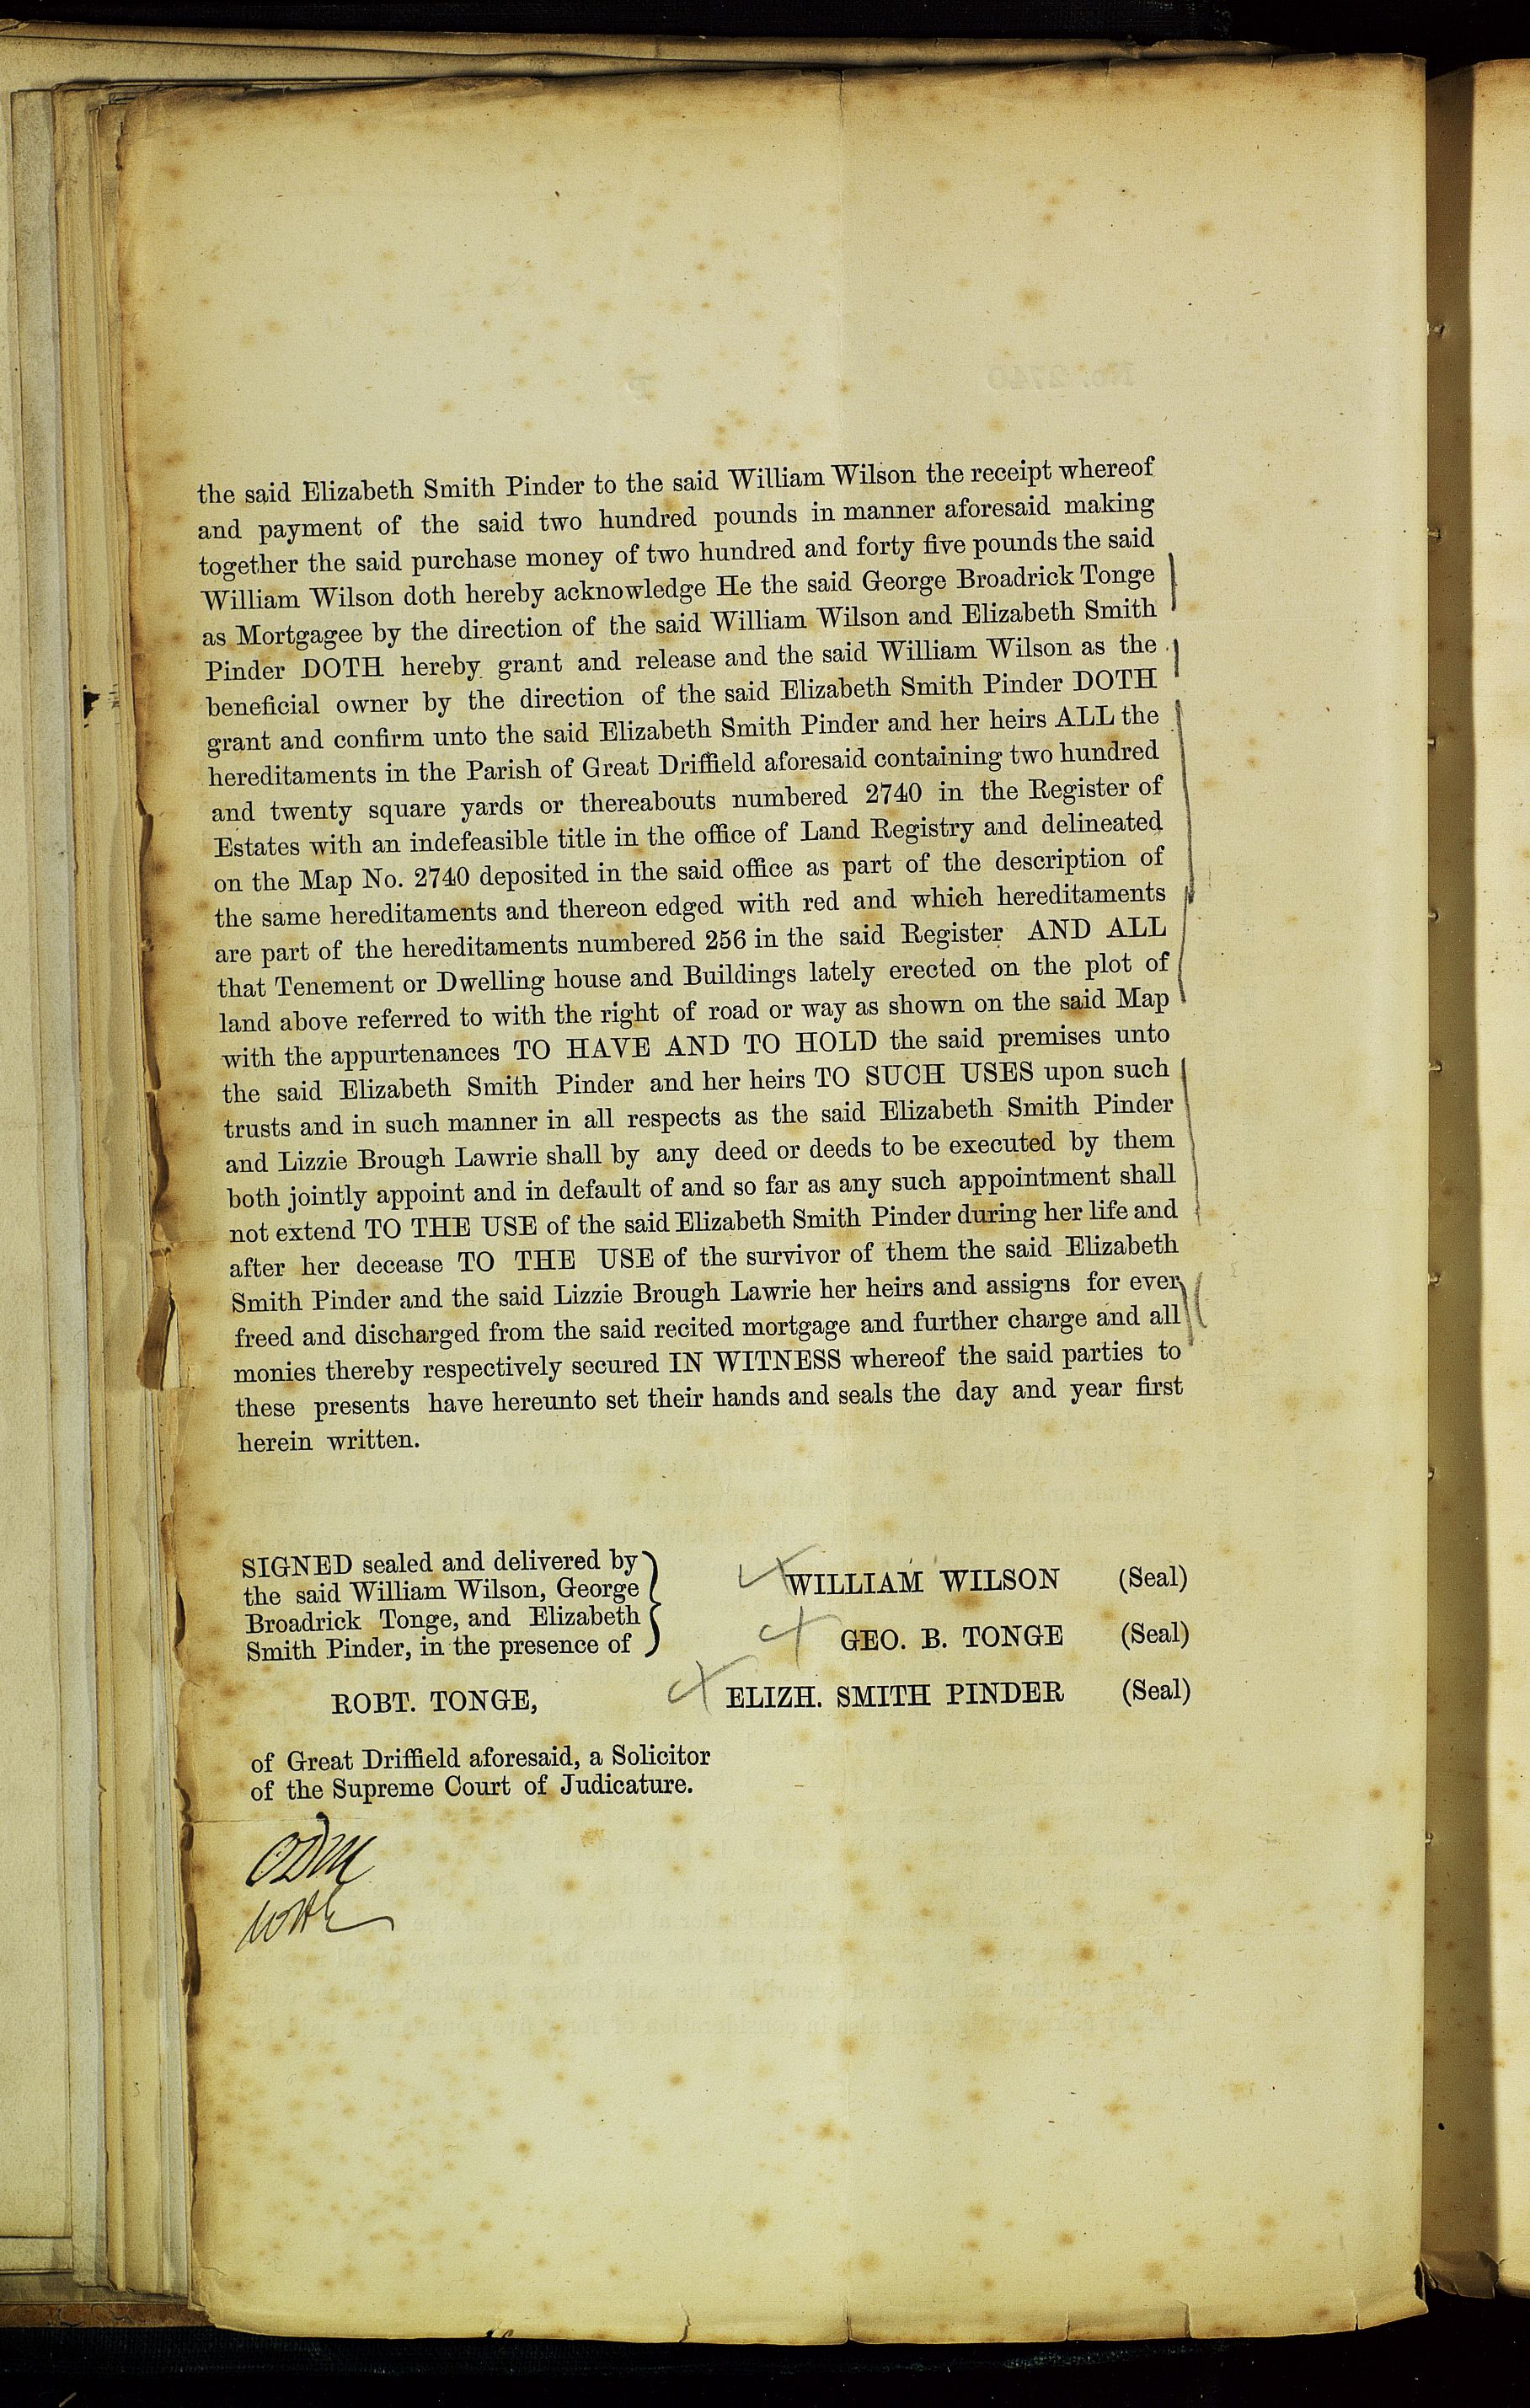 the said Elizabeth Smith Pinder to the said William Wilson the receipt whereof
and payment of the said two hundred pounds in manner aforesaid making
together the said purchase money of two hundred and forty five pounds the said
William Wilson doth hereby acknowledge He the said George Broadrick Tonge
as Mortgagee by the direction of the said William Wilson and Elizabeth Smith
Pinder DOTH hereby grant and release and the said William Wilson as the
beneficial owner by the direction of the said Elizabeth Smith Pinder DOTH
grant and confirm unto the said Elizabeth Smith Pinder and her heirs ALL the
hereditaments in the Parish of Great Driffield aforesaid containing two hundred
and twenty square yards or thereabouts numbered 2740 in the Register of
Estates with an indefeasible title in the office of Land Registry and delineated
on the Map No. 2740 deposited in the said office as part of the description of
the same hereditaments and thereon edged with red and which hereditaments
are part of the hereditaments numbered 256 in the said Register AND ALL
that Tenement or Dwelling house and Buildings lately erected on the plot of
land above referred to with the right of road or way as shown on the said Map
with the appurtenances TO HAVE AND TO HOLD the said premises unto
the said Elizabeth Smith Pinder and her heirs TO SUCH USES upon such
trusts and in such manner in all respects as the said Elizabeth Smith Pinder
and Lizzie Brough Lawrie shall by any deed or deeds to be executed by them
both jointly appoint and in default of and so far as any such appointment shall
not extend TO THE USE of the said Elizabeth Smith Pinder during her life and
after her decease TO THE USE of the survivor of them the said Elizabeth
Smith Pinder and the said Lizzie Brough Lawrie her heirs and assigns for ever
freed and discharged from the said recited mortgage and further charge and all
monies thereby respectively secured IN WITNESS whereof the said parties to
these presents have hereunto set their hands and seals the day and year first
herein written.
SIGNED sealed and delivered by
the said William Wilson, George
Broadrick Tonge, and Elizabeth
Smith Pinder, in the presence of
WILLIAM WILSON (Seal)
GEO. B. TONGE (Seal)
ELIZH. SMITH PINDER (Seal)
ROBT. TONGE,
of Great Driffield aforesaid, a Solicitor
of the Supreme Court of Judicature.